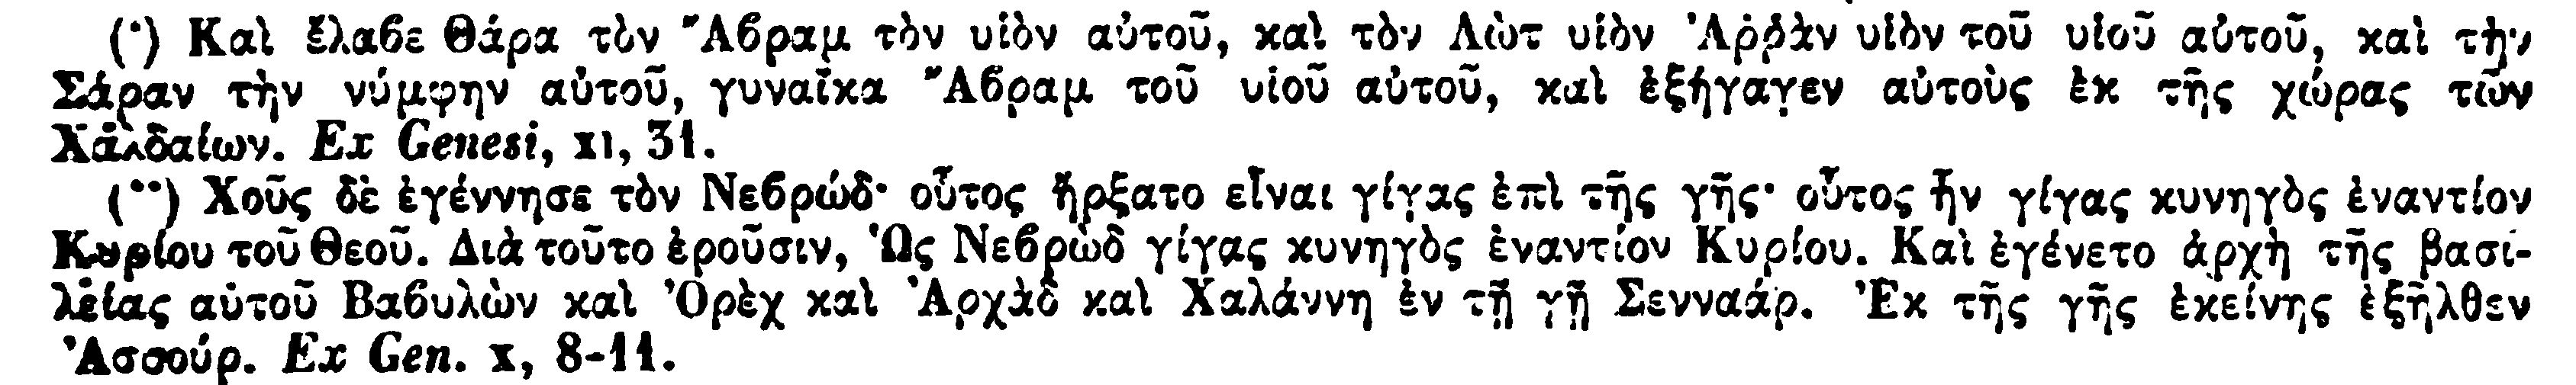 (*) Καὶ ἔλαβε Θάρα τὸν Ἄβραμ τὸν υἱὸν αὐτοῦ, καὶ τὸν Λὼτ υἱὸν Ἀῤῥὰν υἱὸν τοῦ υἱοῦ αὐτοῦ, καὶ τὴν
Σάραν τὴν νύμφην αὐτοῦ, γυναῖκα Ἄβραμ τοῦ υἱοῦ αὐτοῦ, καὶ ἐξήγαγεν αὐτοὺς ἐκ τῆς χώρας τῶν
Χαλδαίων. Ex Genesi, XI, 31.
(**) Χοῦς δὲ ἐγέννησε τὸν Νεβρώδ· οὗτος ἤρξατο εἶναι γίγας ἐπὶ τῆς γῆς· οὗτος ἦν γίγας κυνηγὸς ἐναντίον
Κυρίου τοῦ Θεοῦ. Διὰ τοῦτο ἐροῦσιν, Ὡς Νεβρὼδ γίγας κυνηγὸς ἐναντίον Κυρίου. Καὶ ἐγένετο ἀρχὴ τῆς βασι-
λείας αὐτοῦ Βαβυλὼν καὶ Ὀρὲχ καὶ Ἀρχὰδ καὶ Χαλάννη ἐν τῇ γῇ Σενναάρ. Ἐκ τῆς γῆς ἐκείνης ἐξῆλθεν
Ἀσσούρ. Ex Gen. X, 8-11.